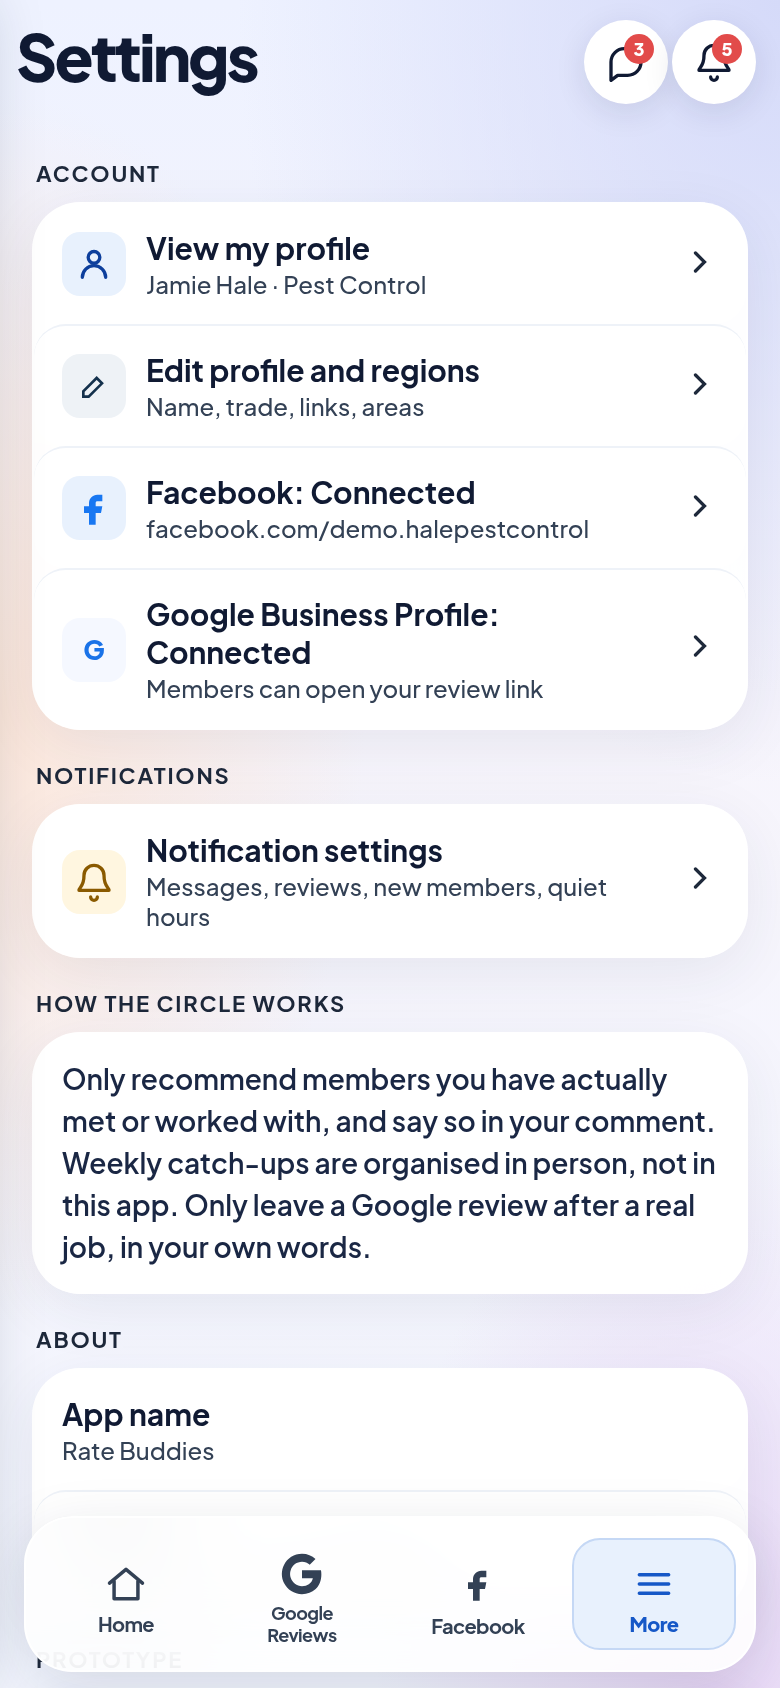 Settings
3
5
ACCOUNT
View my profile
Jamie Hale · Pest Control
Edit profile and regions
Name, trade, links, areas
Facebook: Connected
facebook.com/demo.halepestcontrol
G
Google Business Profile:
Connected
Members can open your review link
NOTIFICATIONS
Notification settings
Messages, reviews, new members, quiet
hours
HOW THE CIRCLE WORKS
Only recommend members you have actually
met or worked with, and say so in your comment.
Weekly catch-ups are organised in person, not in
this app. Only leave a Google review after a real
job, in your own words.
ABOUT
App name
Rate Buddies
Home
Google
Reviews
Facebook
More
PROTOTYPE